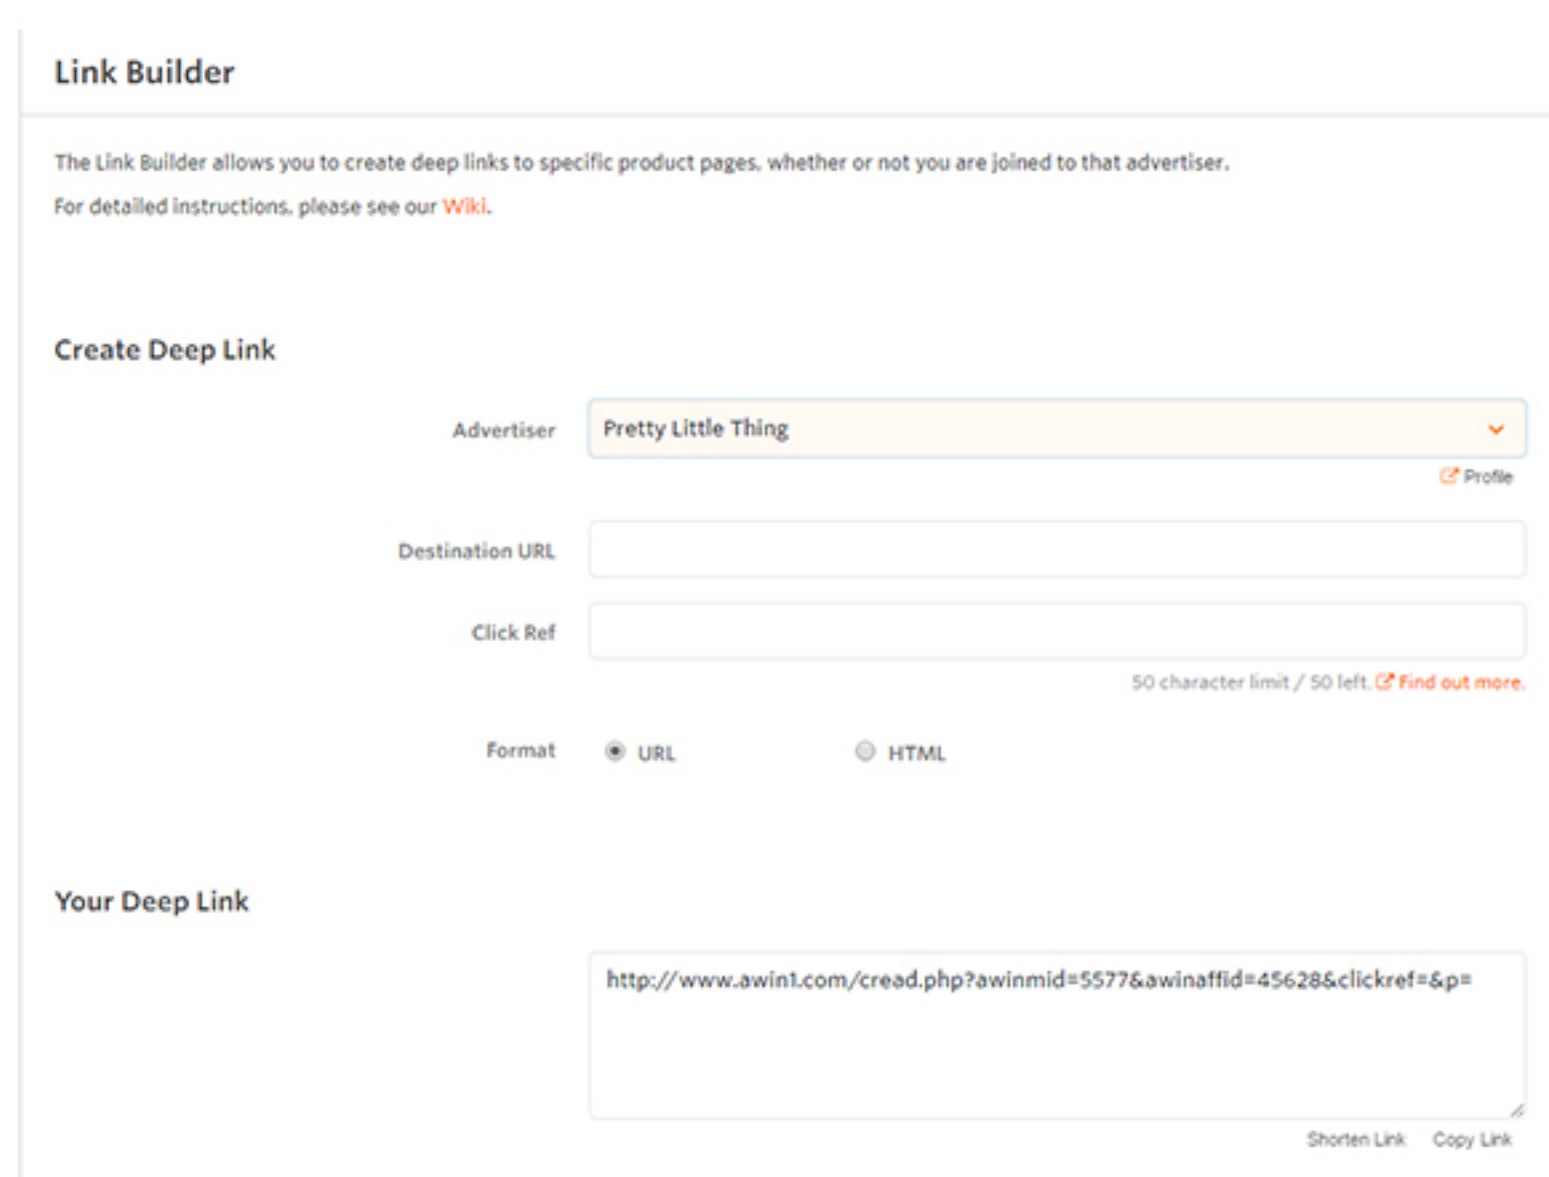 Link Builder
The Link Builder allows you to create deep links to specific product pages, whether or not you are joined to that advertiser.
For detailed instructions, please see our Wiki.
Create Deep Link
Advertiser
Pretty Little Thing
Profile
Destination URL
Click Ref
50 character limit / 50 left. Find out more.
Format
URL
HTML
Your Deep Link
http://www.awin1.com/cread.php?awinmid=5577&awinaffid=45628&clickref=&p=
Shorten Link Copy Link